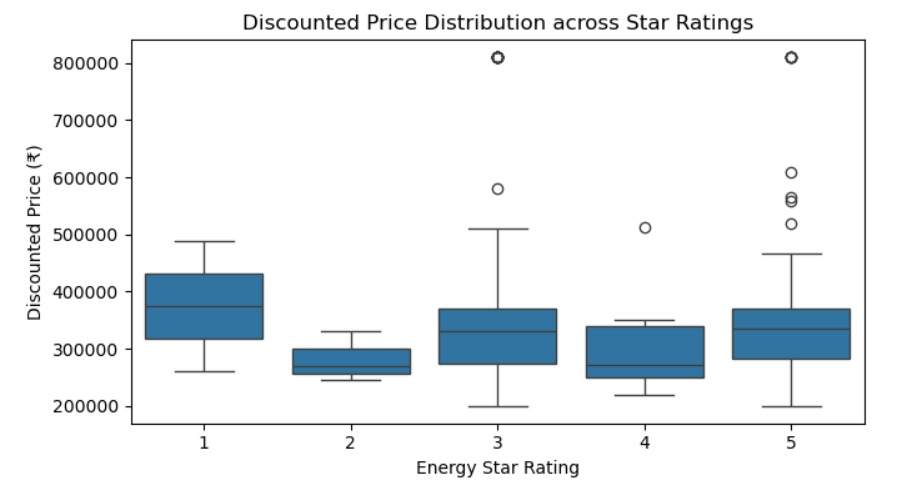 Discounted Price Distribution across Star Ratings
800000
700000
600000
500000
400000
300000
200000
Discounted Price (₹)
1 2 3 4 5
Energy Star Rating